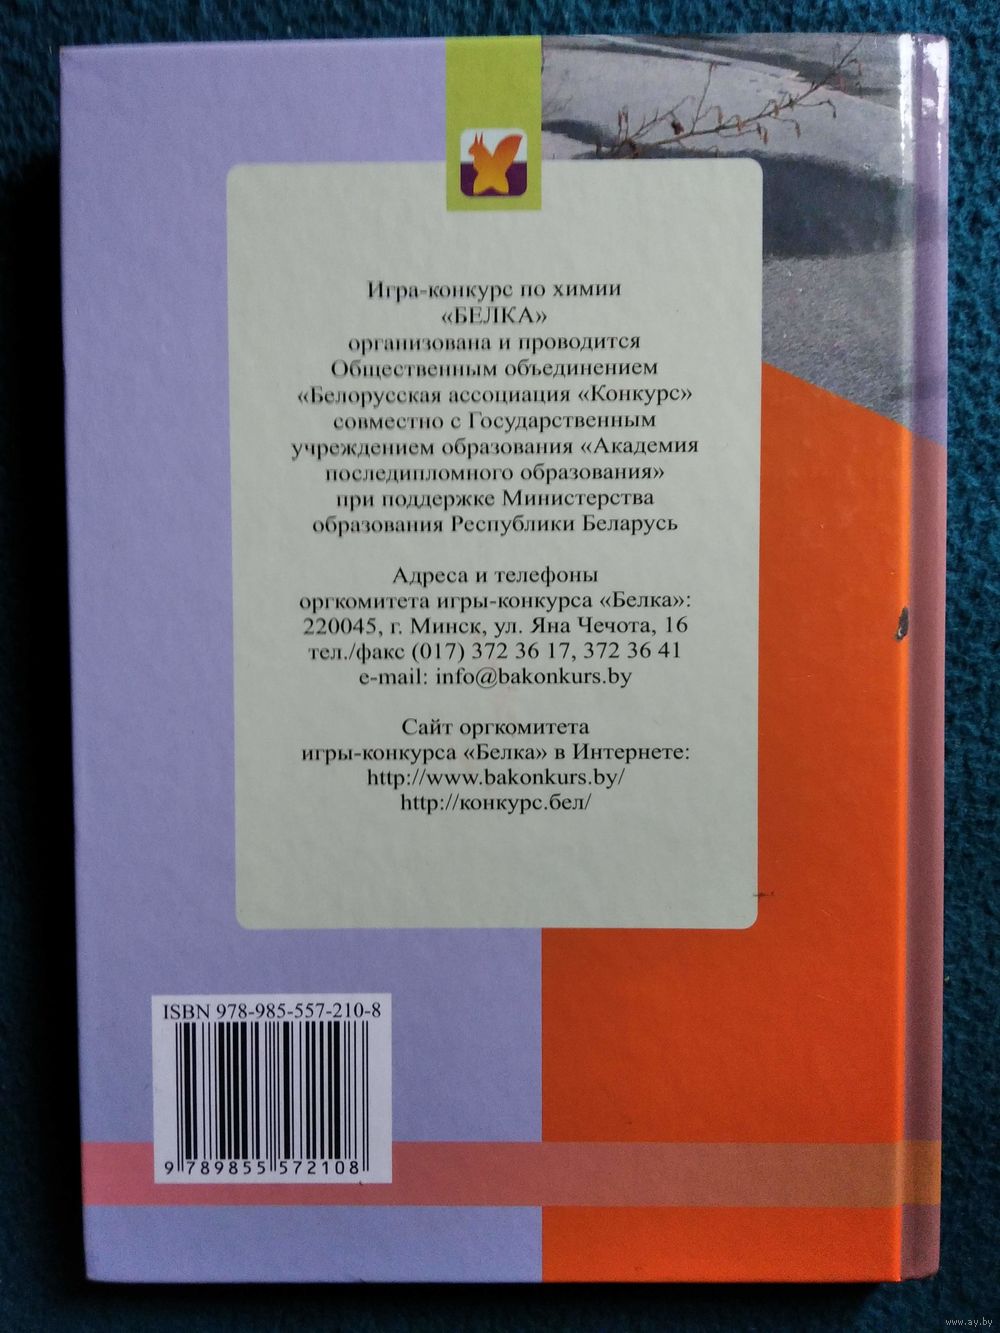 Игра-конкурс по химии
«БЕЛКА»
организована и проводится
Общественным объединением
«Белорусская ассоциация «Конкурс»
совместно с Государственным
учреждением образования «Академия
последипломного образования»
при поддержке Министерства
образования Республики Беларусь
Адреса и телефоны
оргкомитета игры-конкурса «Белка»:
220045, г. Минск, ул. Яна Чечота, 16
тел./факс (017) 372 36 17, 372 36 41
e-mail: info@bakonkurs.by
Сайт оргкомитета
игры-конкурса «Белка» в Интернете:
http://www.bakonkurs.by/
http://конкурс.бел/
ISBN 978-985-557-210-8
9 789855 572108
www.ay.by